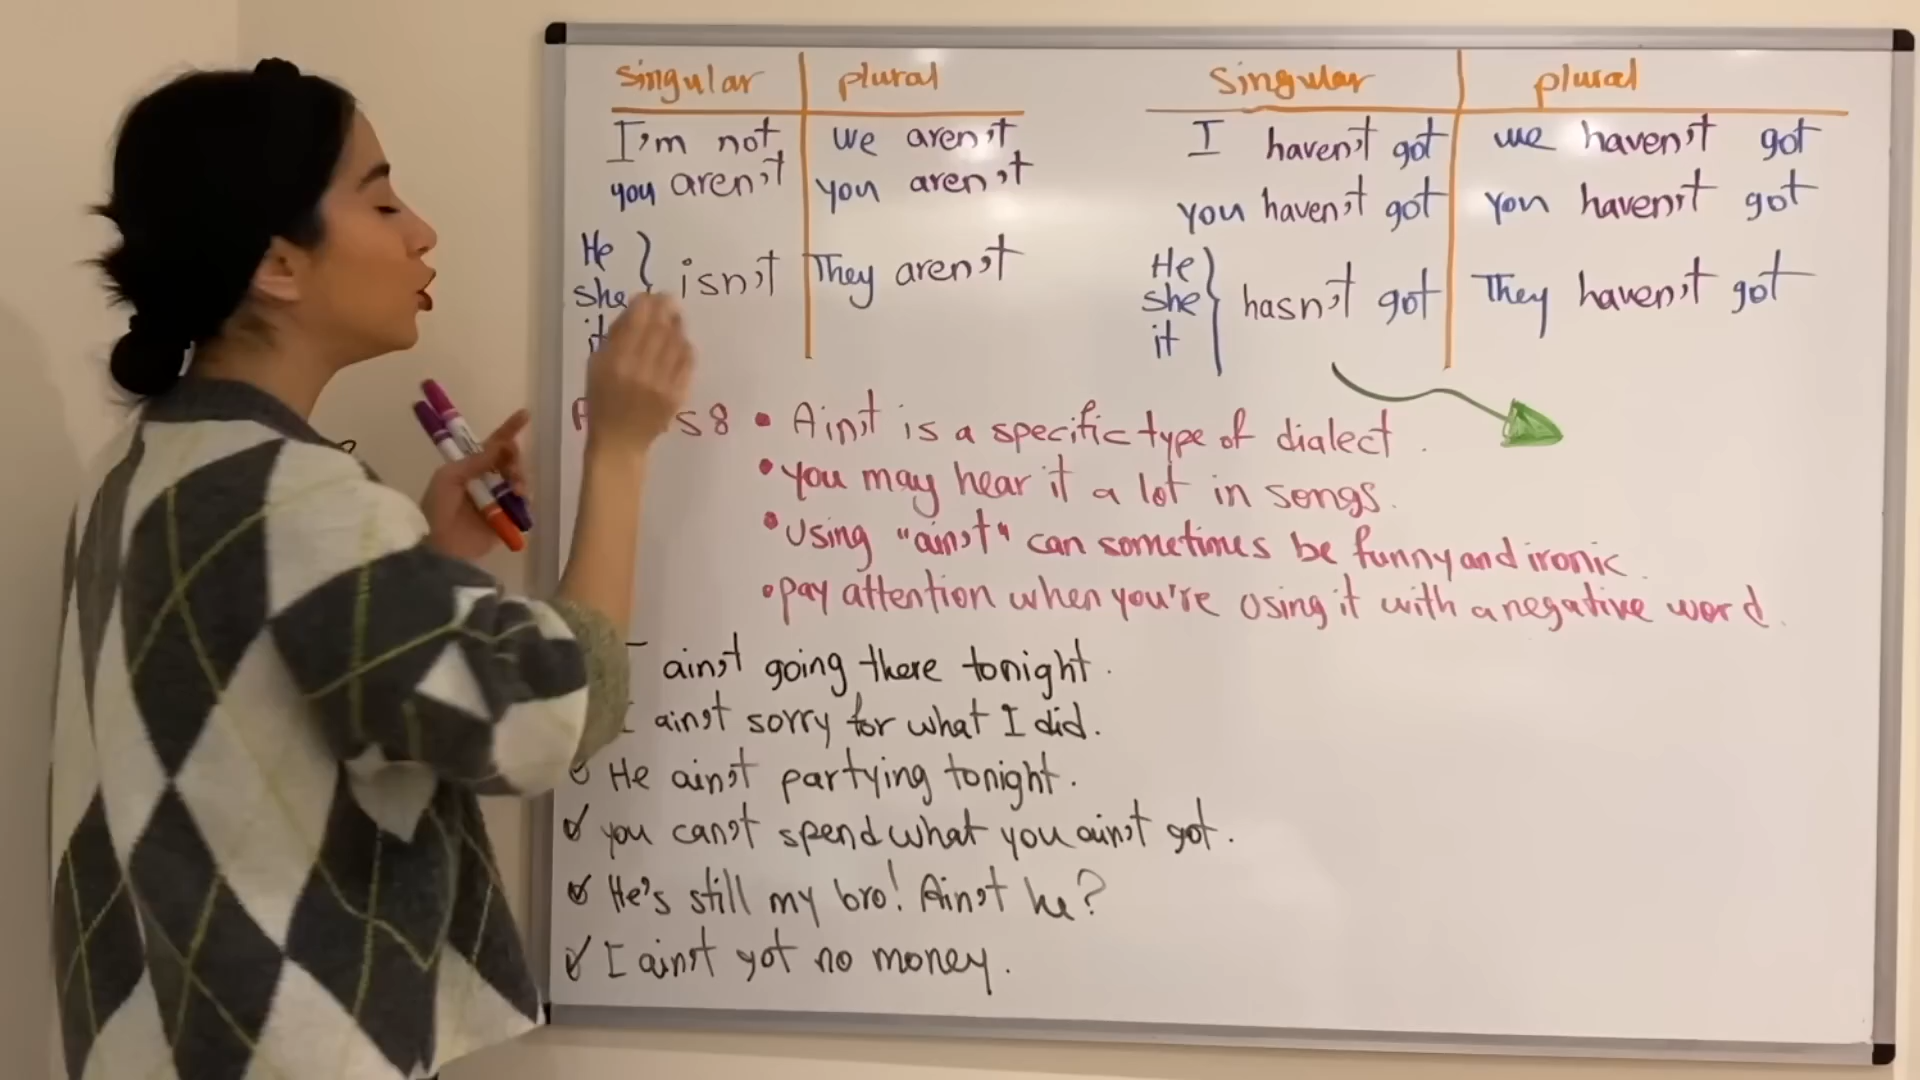 singular plural
I'm not we aren't
you aren't you aren't
He
she isn't They aren't
it
singular plural
I haven't got we haven't got
you haven't got you haven't got
He
she hasn't got They haven't got
it
• Ain't is a specific type of dialect.
• you may hear it a lot in songs.
• Using "ain't" can sometimes be funny and ironic.
• pay attention when you're using it with a negative word.
ain't going there tonight.
I ain't sorry for what I did.
He ain't partying tonight.
you can't spend what you ain't got.
He's still my bro! Ain't he?
I ain't got no money.